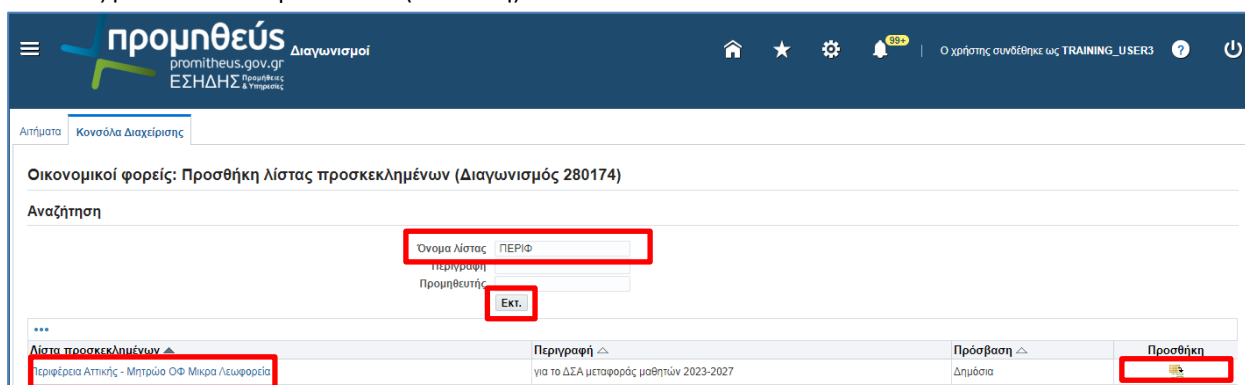 προμηθεύς Διαγωνισμοί
promitheus.gov.gr
ΕΣΗΔΗΣ Προμήθειες & Υπηρεσίες
99+
Ο χρήστης συνδέθηκε ως TRAINING_USER3 ?
Αιτήματα Κονσόλα Διαχείρισης
Οικονομικοί φορείς: Προσθήκη λίστας προσκεκλημένων (Διαγωνισμός 280174)
Αναζήτηση
Όνομα λίστας ΠΕΡΙΦ
Περιγραφή
Προμηθευτής
Εκτ.
Λίστα προσκεκλημένων Περιγραφή Πρόσβαση Προσθήκη
Περιφέρεια Αττικής - Μητρώο ΟΦ Μικρα Λεωφορεία για το ΔΣΑ μεταφοράς μαθητών 2023-2027 Δημόσια